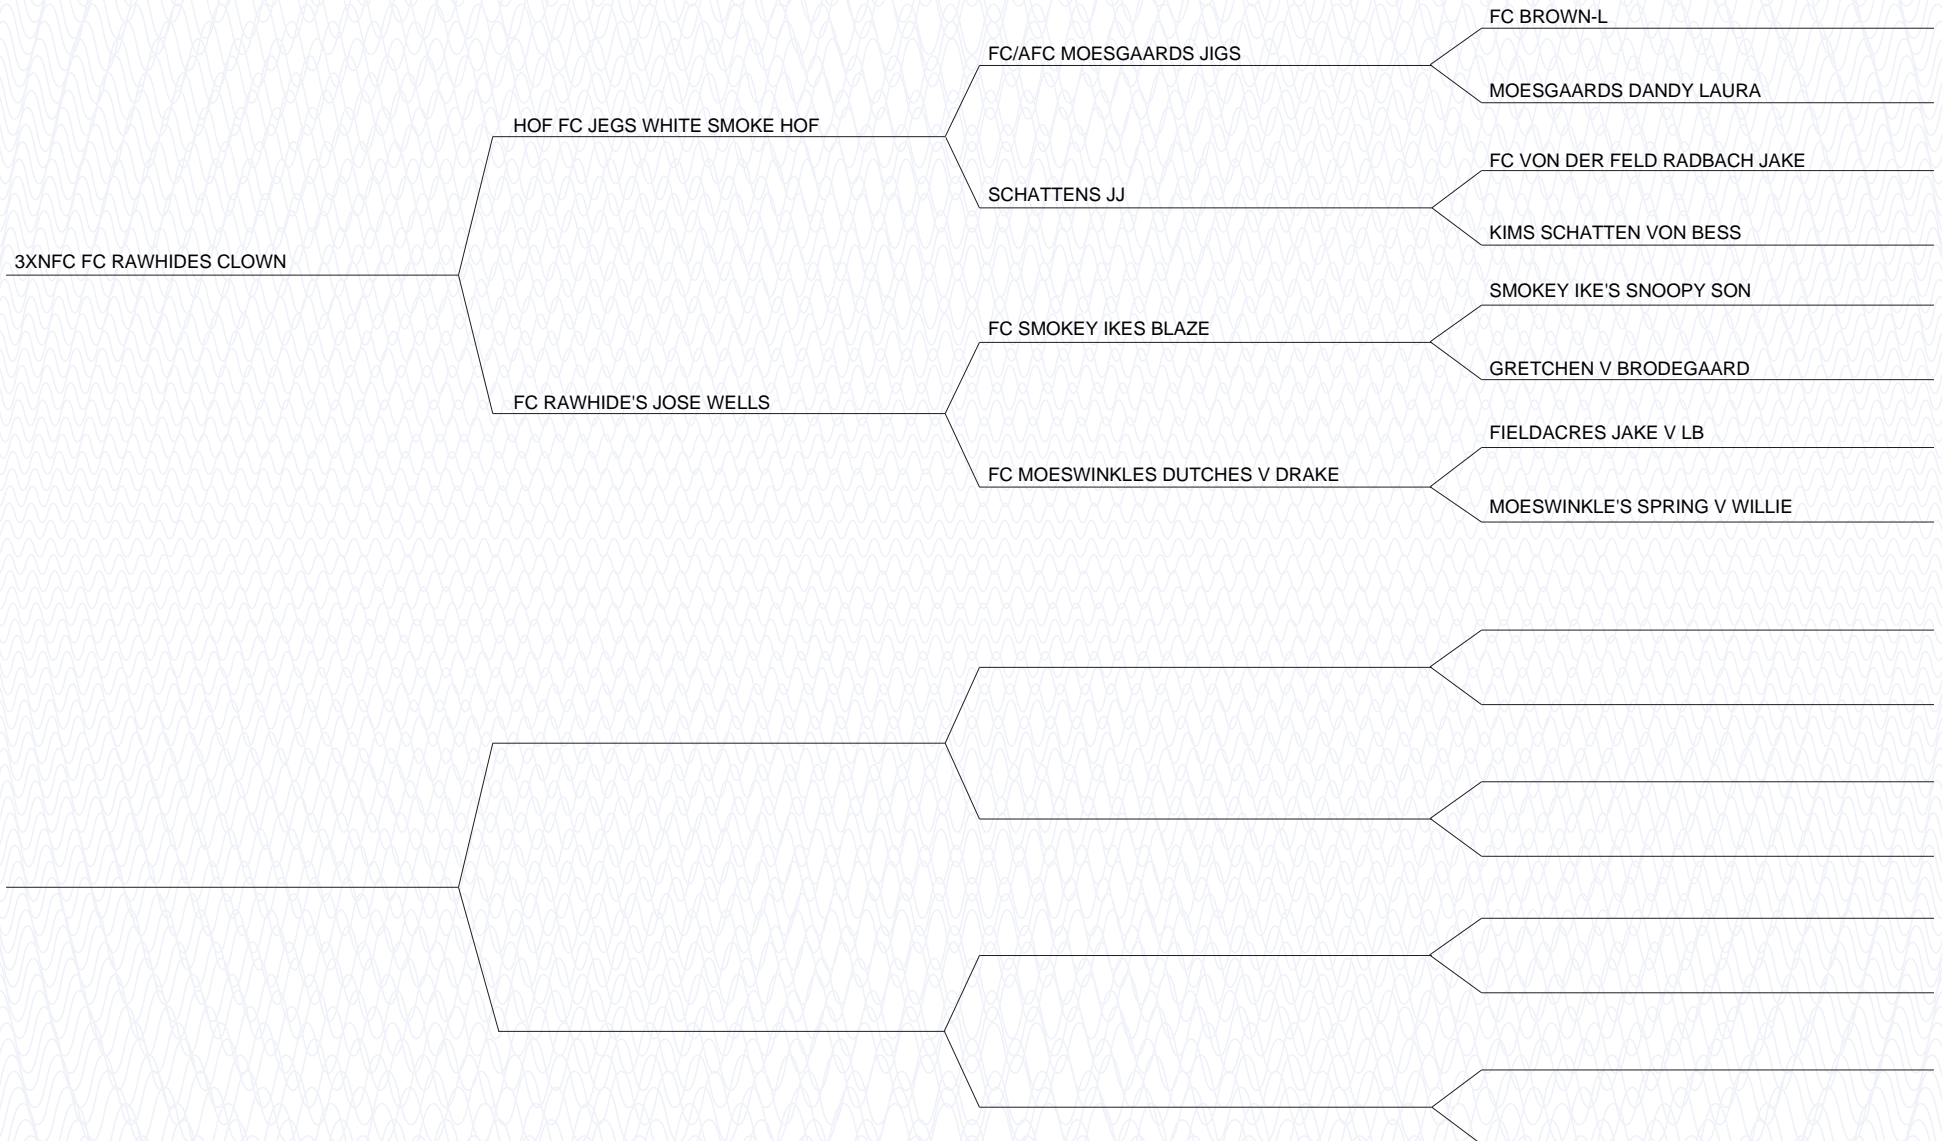 FC BROWN-L
FC/AFC MOESGAARDS JIGS
MOESGAARDS DANDY LAURA
HOF FC JEGS WHITE SMOKE HOF
FC VON DER FELD RADBACH JAKE
SCHATTENS JJ
KIMS SCHATTEN VON BESS
3XNFC FC RAWHIDES CLOWN
SMOKEY IKE'S SNOOPY SON
FC SMOKEY IKES BLAZE
GRETCHEN V BRODEGAARD
FC RAWHIDE'S JOSE WELLS
FIELDACRES JAKE V LB
FC MOESWINKLES DUTCHES V DRAKE
MOESWINKLE'S SPRING V WILLIE